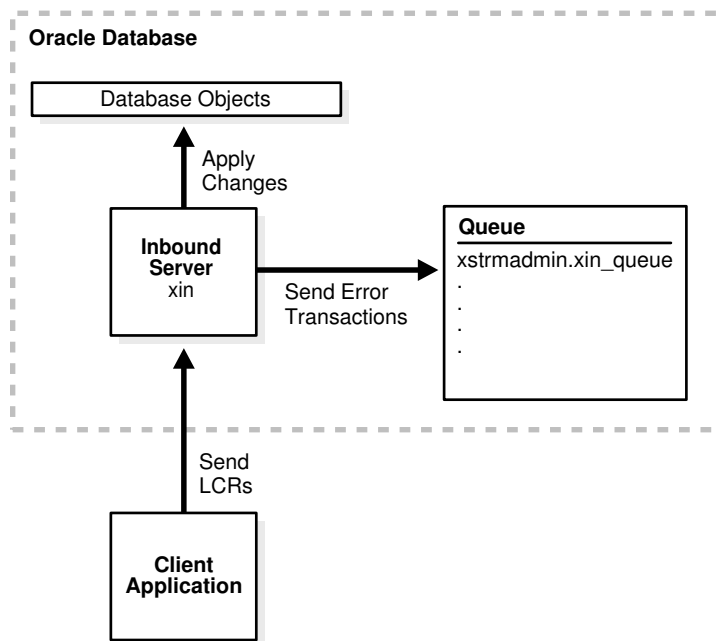 Oracle Database
Database Objects
Apply
Changes
Inbound
Server
xin
Send Error
Transactions
Queue
xstrmadmin.xin_queue
.
.
.
.
Send
LCRs
Client
Application